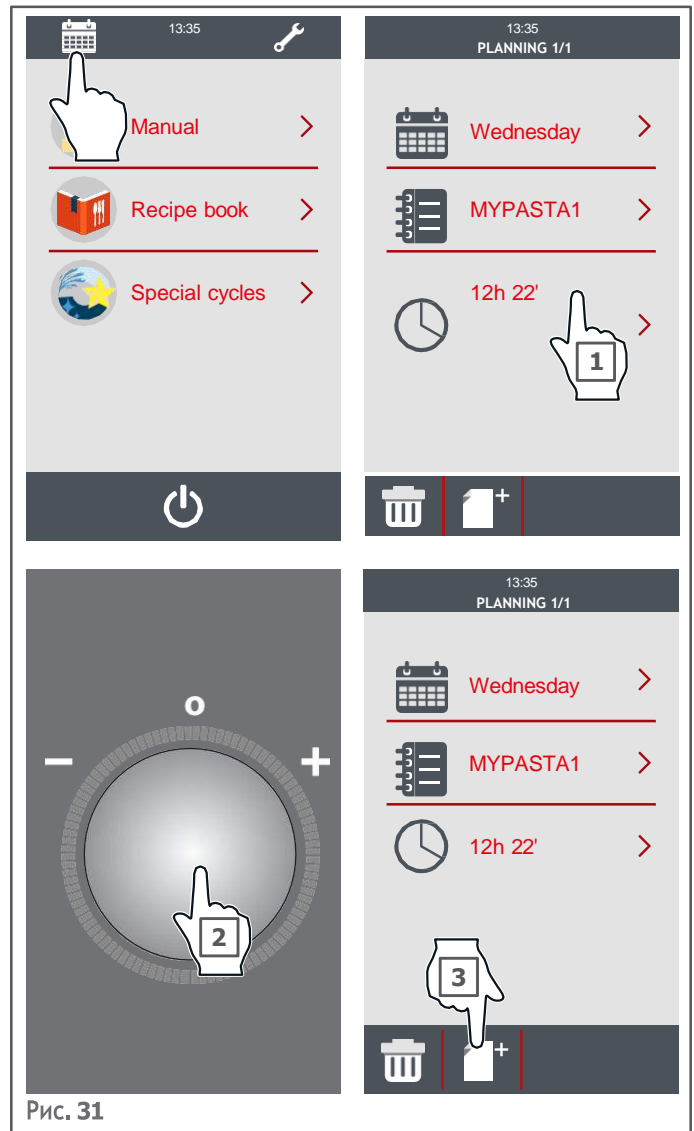 13:35
Manual
Recipe book
Special cycles
13:35
PLANNING 1/1
Wednesday
MYPASTA1
12h 22'
1
+
o
– +
2
13:35
PLANNING 1/1
Wednesday
MYPASTA1
12h 22'
3
+
Рис. 31